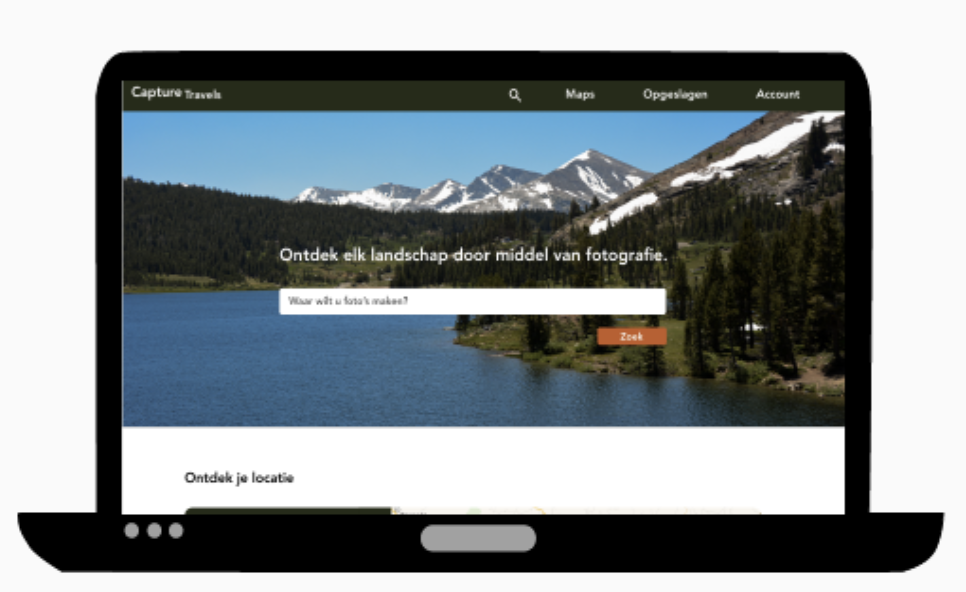 Capture Travels Maps Opgeslagen Account
Ontdek elk landschap door middel van fotografie.
Waar wilt u foto's maken?
Zoek
Ontdek je locatie